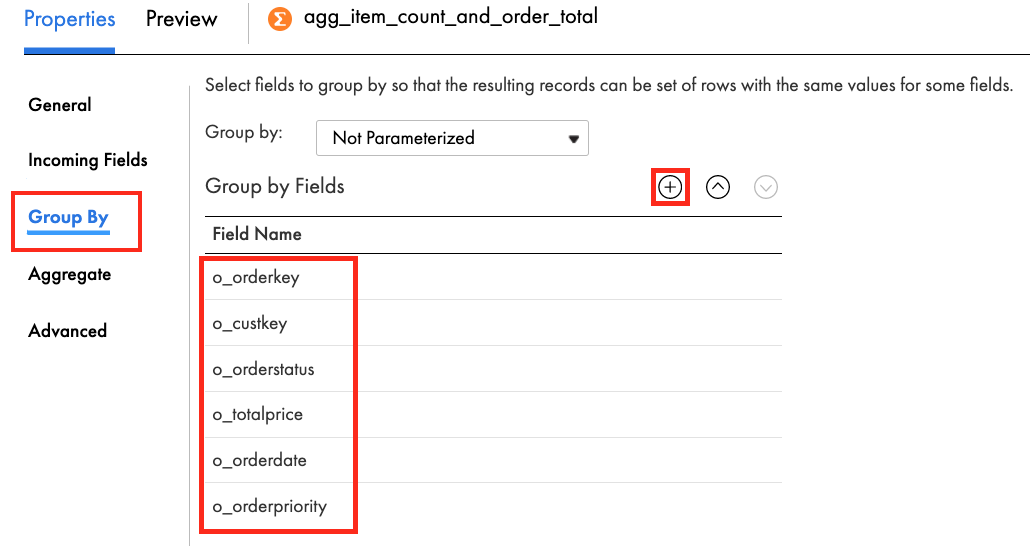 Properties Preview agg_item_count_and_order_total
General
Incoming Fields
Group By
Aggregate
Advanced
Select fields to group by so that the resulting records can be set of rows with the same values for some fields.
Group by: Not Parameterized
Group by Fields
Field Name
o_orderkey
o_custkey
o_orderstatus
o_totalprice
o_orderdate
o_orderpriority